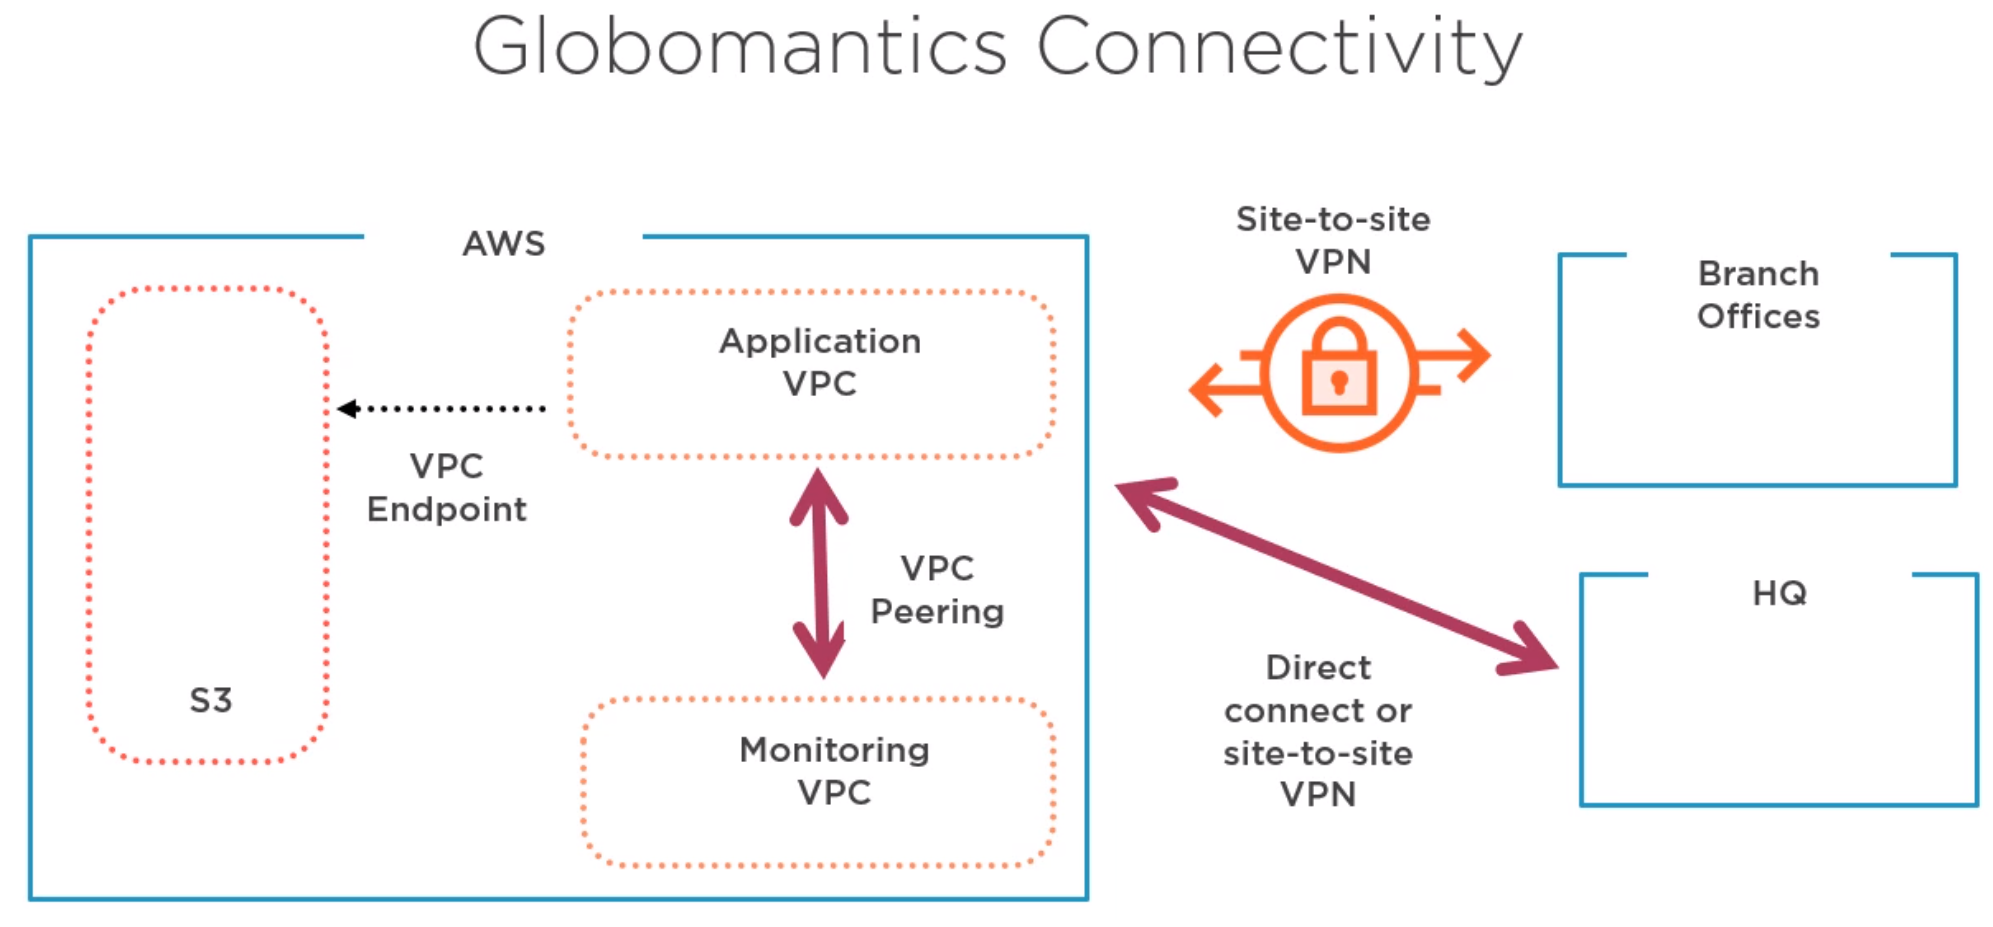 Globomantics Connectivity
AWS
Application
VPC
VPC
Endpoint
VPC
Peering
S3
Monitoring
VPC
Site-to-site
VPN
Branch
Offices
HQ
Direct
connect or
site-to-site
VPN